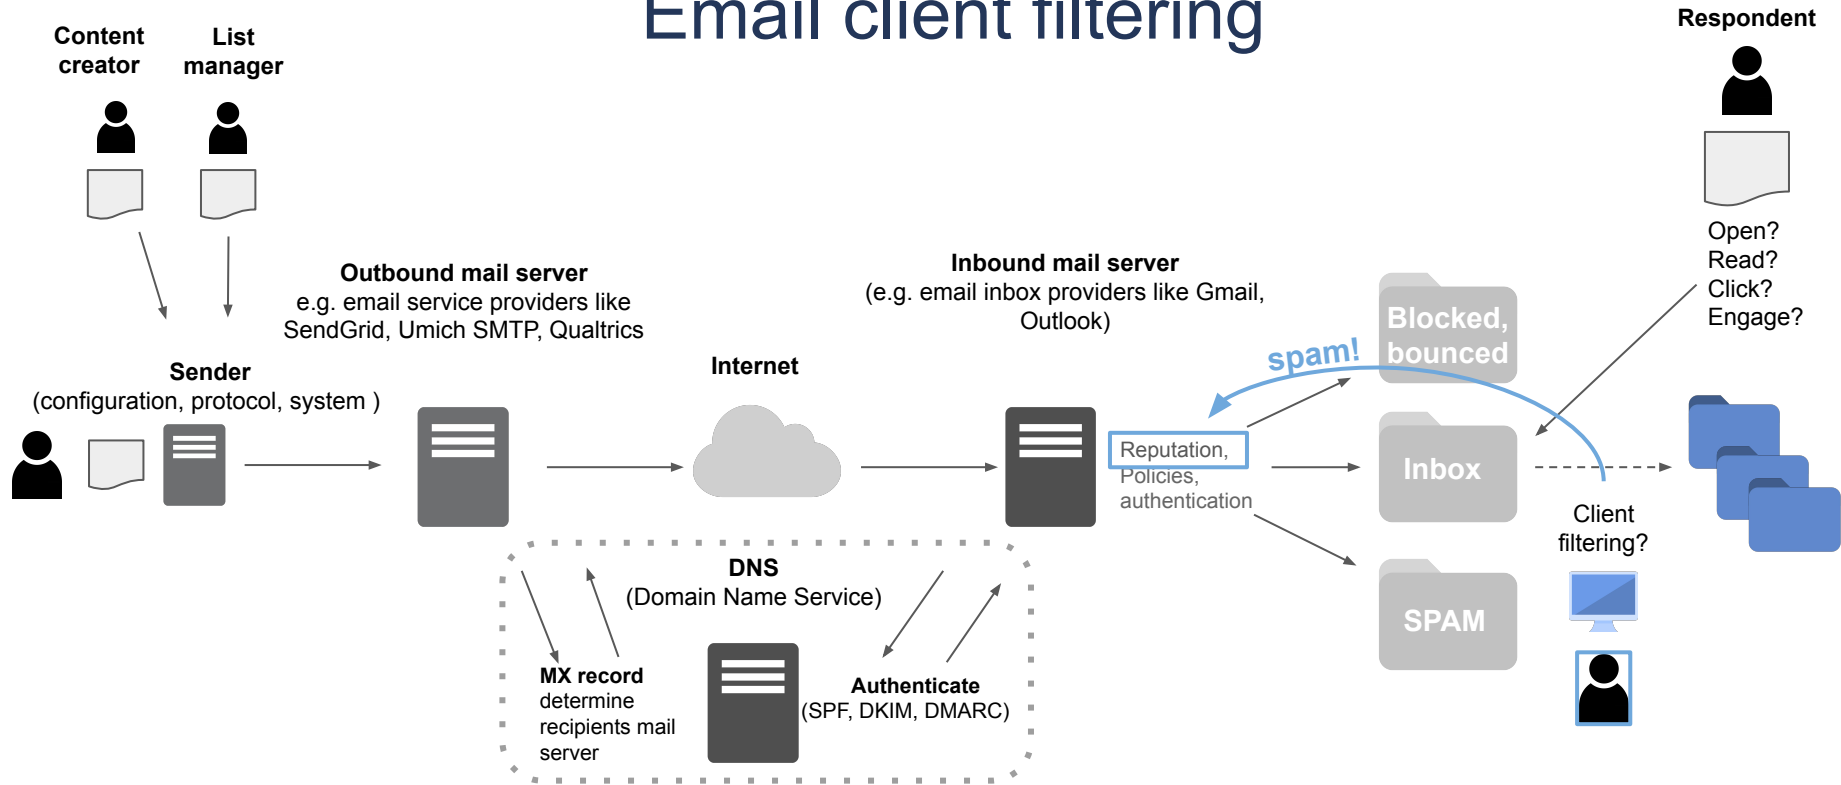 Email client filtering
Content
creator
List
manager
Respondent
Open?
Read?
Click?
Engage?
Outbound mail server
e.g. email service providers like
SendGrid, Umich SMTP, Qualtrics
Inbound mail server
(e.g. email inbox providers like Gmail,
Outlook)
Blocked,
bounced
spam!
Internet
Sender
(configuration, protocol, system )
Reputation,
Policies,
authentication
Inbox
Client
filtering?
DNS
(Domain Name Service)
SPAM
MX record
determine
recipients mail
server
Authenticate
(SPF, DKIM, DMARC)